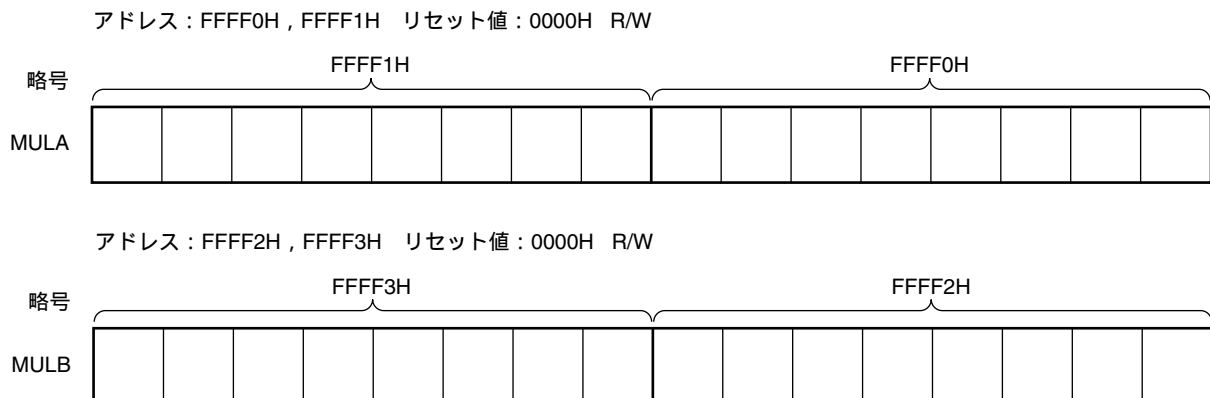 アドレス：FFFF0H , FFFF1H　リセット値：0000H　R/W
FFFF1H　FFFF0H
略号
MULA
アドレス：FFFF2H , FFFF3H　リセット値：0000H　R/W
FFFF3H　FFFF2H
略号
MULB